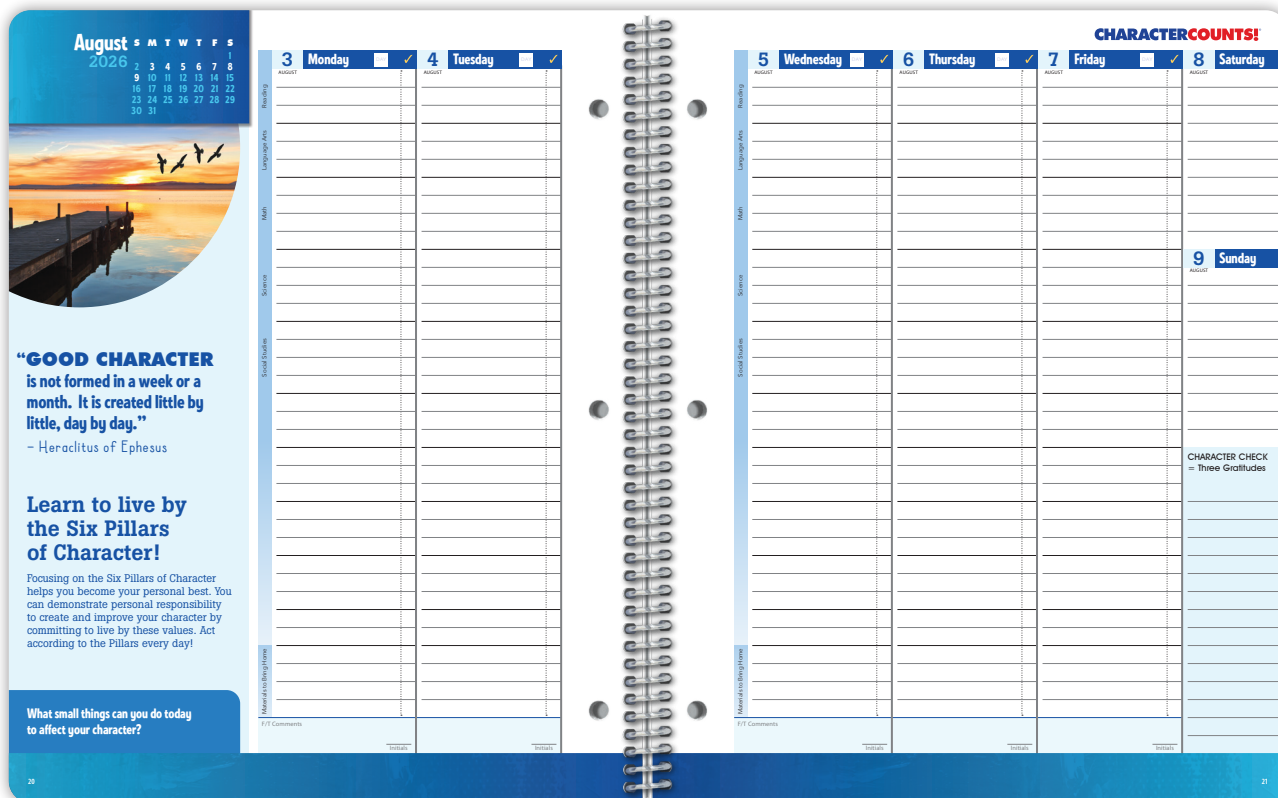 August
2026
S M T W T F S
1
2 3 4 5 6 7 8
9 10 11 12 13 14 15
16 17 18 19 20 21 22
23 24 25 26 27 28 29
30 31
“GOOD CHARACTER
is not formed in a week or a
month. It is created little by
little, day by day.”
– Heraclitus of Ephesus
Learn to live by
the Six Pillars
of Character!
Focusing on the Six Pillars of Character
helps you become your personal best. You
can demonstrate personal responsibility
to create and improve your character by
committing to live by these values. Act
according to the Pillars every day!
What small things can you do today
to affect your character?
20
3 Monday ✓
AUGUST
4 Tuesday ✓
AUGUST
Reading
Language Arts
Math
Science
Social Studies
Materials to Bring Home
F/T Comments
Initials
Initials
CHARACTERCOUNTS!
5 Wednesday ✓
AUGUST
6 Thursday ✓
AUGUST
7 Friday ✓
AUGUST
8 Saturday
AUGUST
Reading
Language Arts
Math
Science
Social Studies
Materials to Bring Home
9 Sunday
AUGUST
CHARACTER CHECK
= Three Gratitudes
F/T Comments
Initials
Initials
Initials
21